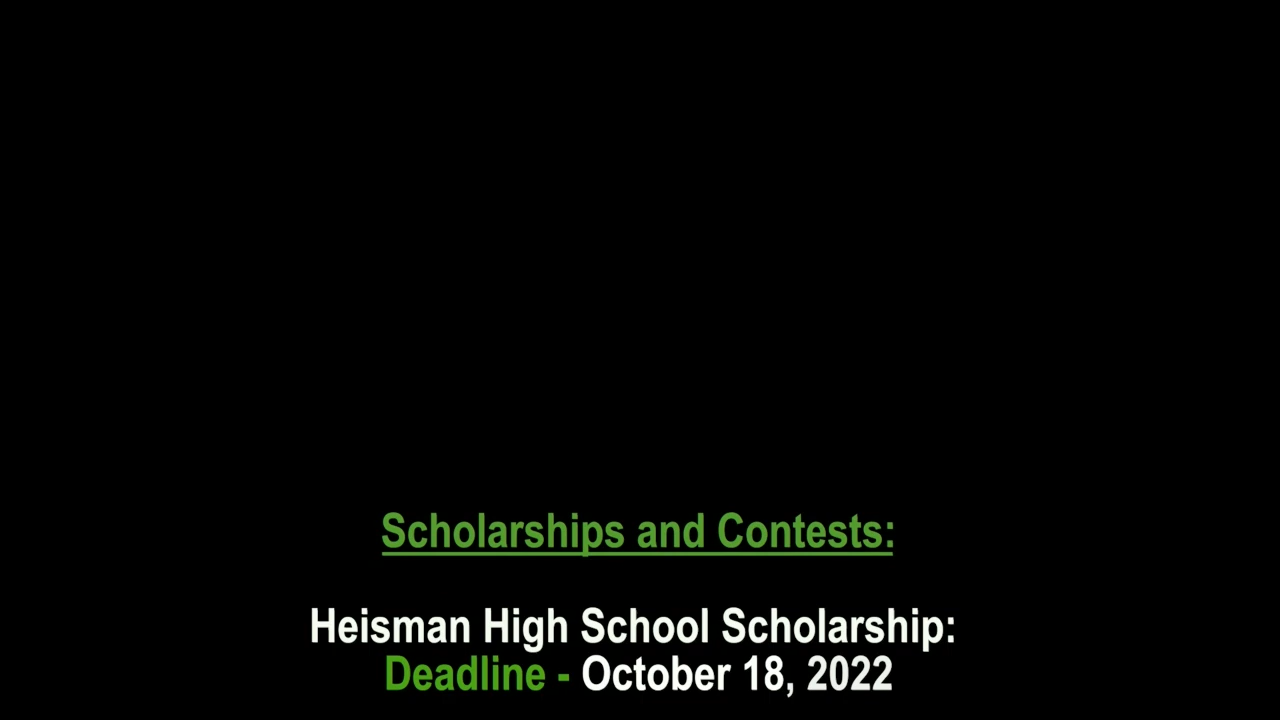 Scholarships and Contests:
Heisman High School Scholarship:
Deadline - October 18, 2022